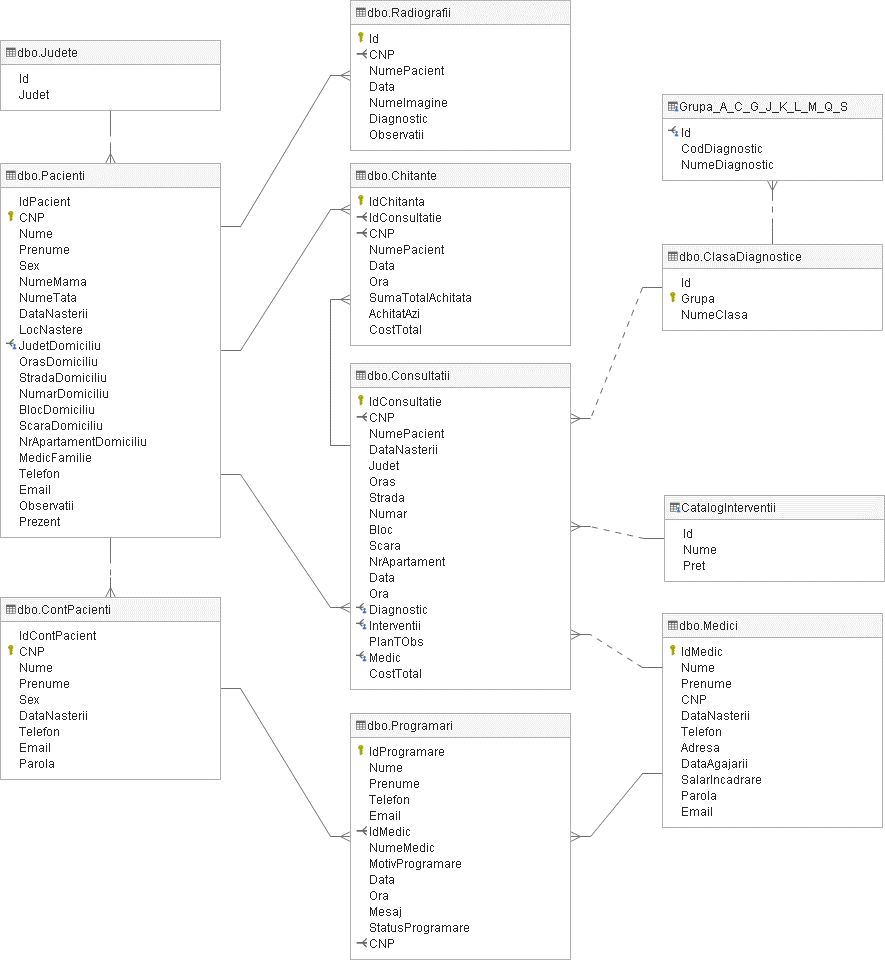 dbo.Judete
Id
Judet
dbo.Pacienti
IdPacient
CNP
Nume
Prenume
Sex
NumeMama
NumeTata
DataNasterii
LocNastere
JudetDomiciliu
OrasDomiciliu
StradaDomiciliu
NumarDomiciliu
BlocDomiciliu
ScaraDomiciliu
NrApartamentDomiciliu
MedicFamilie
Telefon
Email
Observatii
Prezent
dbo.ContPacienti
IdContPacient
CNP
Nume
Prenume
Sex
DataNasterii
Telefon
Email
Parola
dbo.Radiografii
Id
CNP
NumePacient
Data
NumeImagine
Diagnostic
Observatii
dbo.Chitante
IdChitanta
IdConsultatie
CNP
NumePacient
Data
Ora
SumaTotalAchitata
AchitatAzi
CostTotal
dbo.Consultatii
IdConsultatie
CNP
NumePacient
DataNasterii
Judet
Oras
Strada
Numar
Bloc
Scara
NrApartament
Data
Ora
Diagnostic
Interventii
PlanTObs
Medic
CostTotal
dbo.Programari
IdProgramare
Nume
Prenume
Telefon
Email
IdMedic
NumeMedic
MotivProgramare
Data
Ora
Mesaj
StatusProgramare
CNP
Grupa_A_C_G_J_K_L_M_Q_S
Id
CodDiagnostic
NumeDiagnostic
dbo.ClasaDiagnostice
Id
Grupa
NumeClasa
CatalogInterventii
Id
Nume
Pret
dbo.Medici
IdMedic
Nume
Prenume
CNP
DataNasterii
Telefon
Adresa
DataAgajarii
SalarIncadrare
Parola
Email